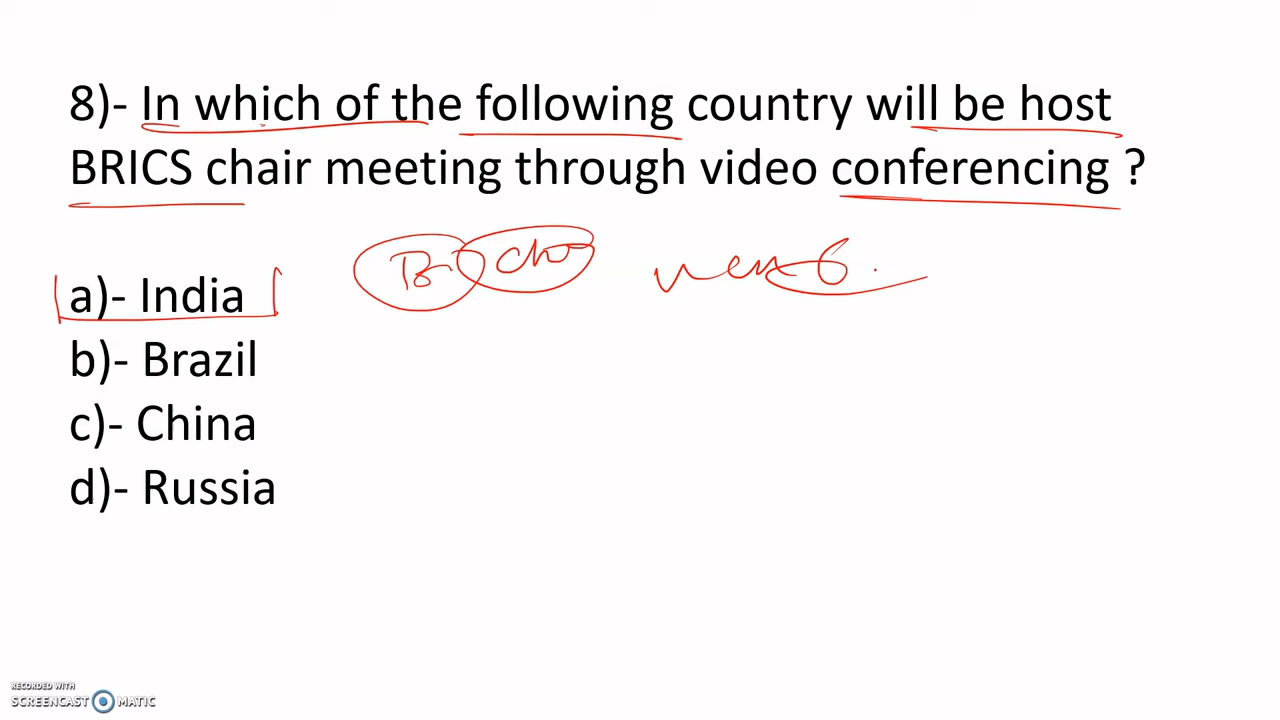 8)- In which of the following country will be host
BRICS chair meeting through video conferencing ?
a)- India
b)- Brazil
c)- China
d)- Russia
RECORDED WITH
SCREENCAST MATIC